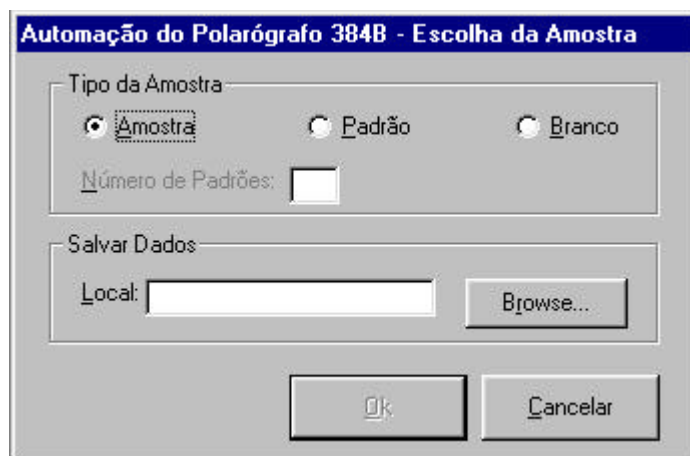 Automação do Polarógrafo 384B - Escolha da Amostra
Tipo da Amostra
Amostra Padrão Branco
Número de Padrões:
Salvar Dados
Local: Browse...
Ok Cancelar